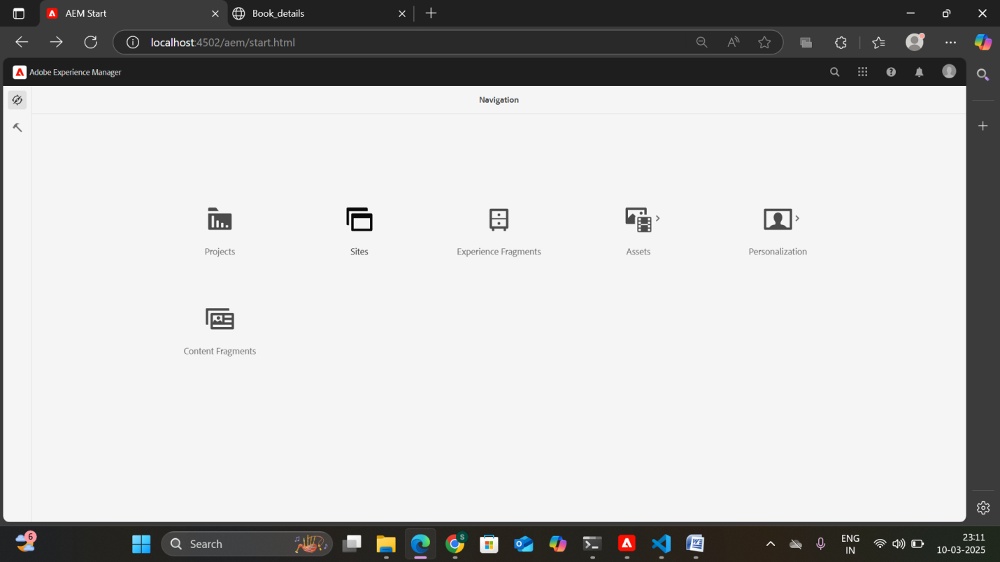 AEM Start
Book_details
localhost:4502/aem/start.html
Adobe Experience Manager
Navigation
Projects
Sites
Experience Fragments
Assets
Personalization
Content Fragments
6
Search
S
ENG
IN
23:11
10-03-2025